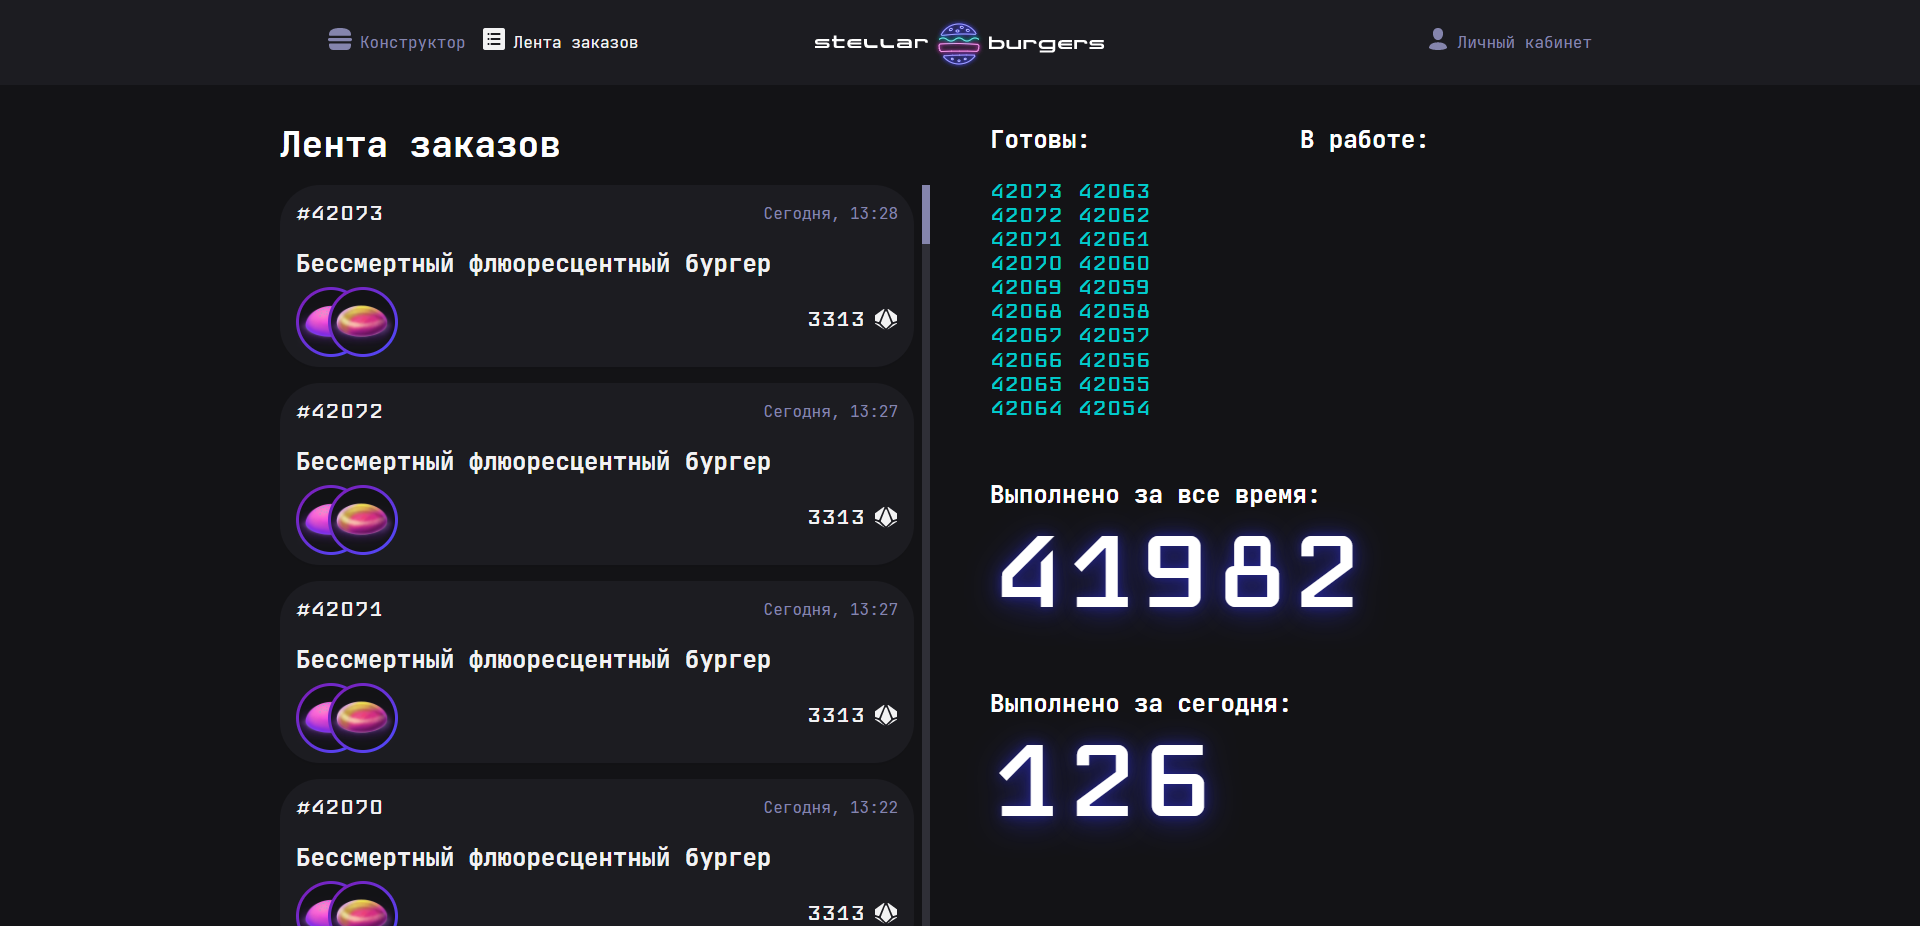 Конструктор
Лента заказов
stellar burgers
Личный кабинет
Лента заказов
#42073
Сегодня, 13:28
Бессмертный флюоресцентный бургер
3313
#42072
Сегодня, 13:27
Бессмертный флюоресцентный бургер
3313
#42071
Сегодня, 13:27
Бессмертный флюоресцентный бургер
3313
#42070
Сегодня, 13:22
Бессмертный флюоресцентный бургер
3313
Готовы:
42073 42063
42072 42062
42071 42061
42070 42060
42069 42059
42068 42058
42067 42057
42066 42056
42065 42055
42064 42054
В работе:
Выполнено за все время:
41982
Выполнено за сегодня:
126